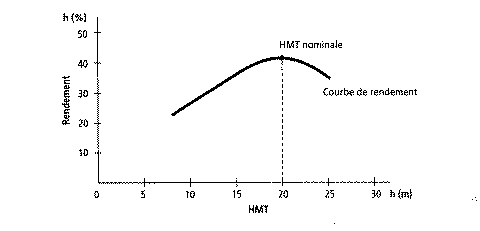 h (%)
50
HMT nominale
40
Courbe de rendement
30
Rendement
20
10
0 5 10 15 20 25 30 h (m)
HMT